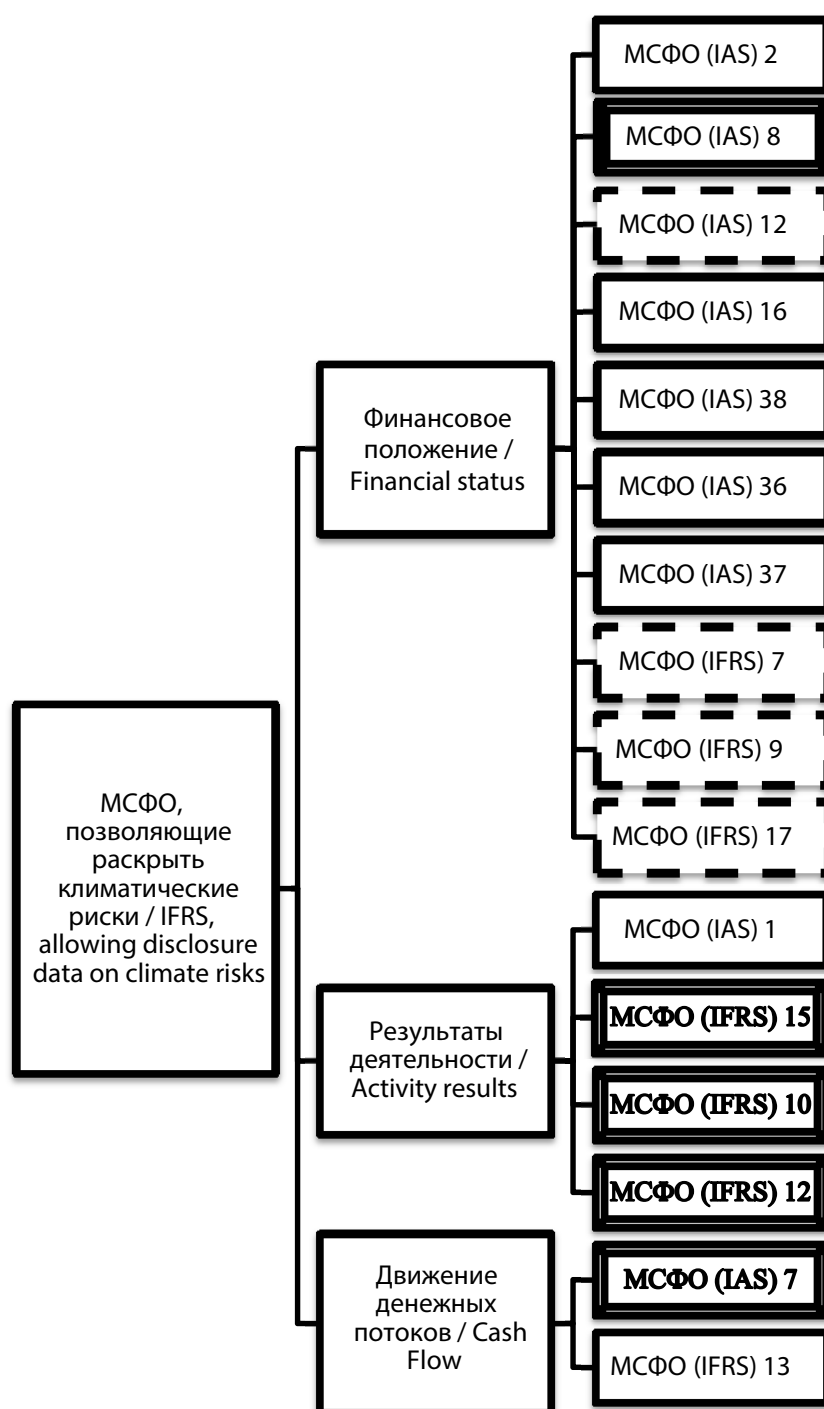 МСФО,
позволяющие
раскрыть
климатические
риски / IFRS,
allowing disclosure
data on climate risks
Финансовое
положение /
Financial status
МСФО (IAS) 2
МСФО (IAS) 8
МСФО (IAS) 12
МСФО (IAS) 16
МСФО (IAS) 38
МСФО (IAS) 36
МСФО (IAS) 37
МСФО (IFRS) 7
МСФО (IFRS) 9
МСФО (IFRS) 17
Результаты
деятельности /
Activity results
МСФО (IAS) 1
МСФО (IFRS) 15
МСФО (IFRS) 10
МСФО (IFRS) 12
Движение
денежных
потоков / Cash
Flow
МСФО (IAS) 7
МСФО (IFRS) 13